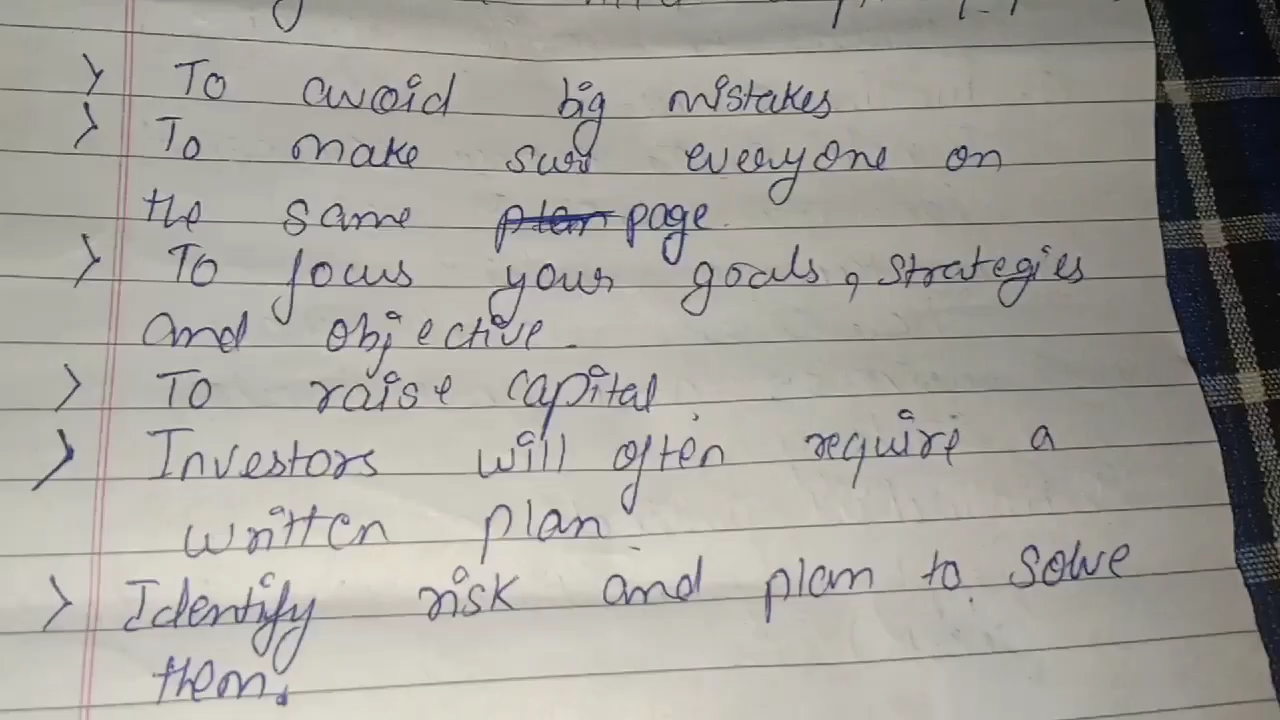 > To avoid big mistakes
> To make sure everyone on
the same plan page.
> To focus your goals, strategies
and objective.
> To raise capital
> Investors will often require a
written plan
> Identify risk and plan to solve
them.